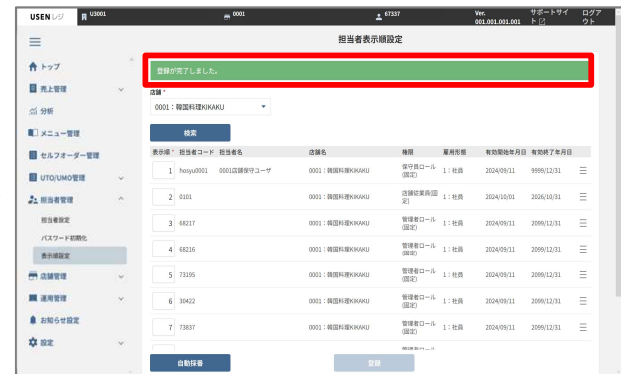 USENレジ
U3001
0001
67337
Ver.
001.001.001.001
サポートサイト
ログアウト
担当者表示順設定
トップ
売上管理
分析
メニュー管理
セルフオーダー管理
UTO/UMO管理
担当者管理
担当者設定
パスワード初期化
表示順設定
店舗管理
運用管理
お知らせ設定
設定
登録が完了しました。
店舗 *
0001：韓国料理KIKAKU
検索
表示順 * 担当者コード 担当者名 店舗名 権限 雇用形態 有効開始年月日 有効終了年月日
1 hosyu0001 0001店舗保守ユーザ 0001：韓国料理KIKAKU 保守員ロール(固定) 1：社員 2024/09/11 9999/12/31
2 0101 0001：韓国料理KIKAKU 店舗従業員(固定) 1：社員 2024/10/01 2026/10/31
3 68217 0001：韓国料理KIKAKU 管理者ロール(固定) 1：社員 2024/09/11 2099/12/31
4 68216 0001：韓国料理KIKAKU 管理者ロール(固定) 1：社員 2024/09/11 2099/12/31
5 73195 0001：韓国料理KIKAKU 管理者ロール(固定) 1：社員 2024/09/11 2099/12/31
6 30422 0001：韓国料理KIKAKU 管理者ロール(固定) 1：社員 2024/09/11 2099/12/31
7 73837 0001：韓国料理KIKAKU 管理者ロール(固定) 1：社員 2024/09/11 2099/12/31
自動採番
登録